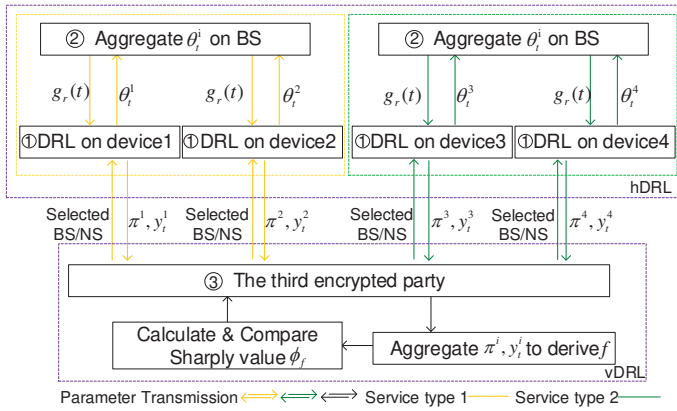 ② Aggregate θ_t^i on BS ② Aggregate θ_t^i on BS
g_r(t) θ_t^1 g_r(t) θ_t^2 g_r(t) θ_t^3 g_r(t) θ_t^4
①DRL on device1 ①DRL on device2 ①DRL on device3 ①DRL on device4
hDRL
Selected BS/NS π^1, y_t^1 Selected BS/NS π^2, y_t^2 Selected BS/NS π^3, y_t^3 Selected BS/NS π^4, y_t^4
③ The third encrypted party
Calculate & Compare
Sharply value ϕ_f
Aggregate π^i, y_t^i to derive f
vDRL
Parameter Transmission Service type 1 Service type 2